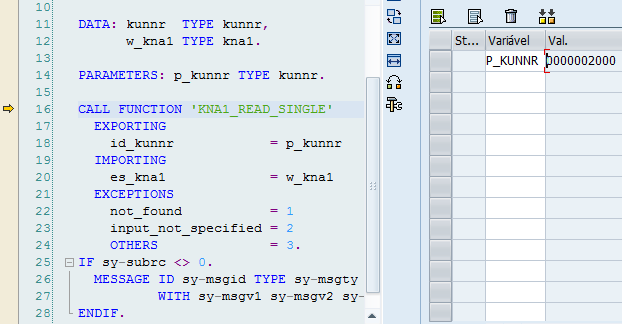 10
11 DATA: kunnr TYPE kunnr,
12 w_kna1 TYPE kna1.
13
14 PARAMETERS: p_kunnr TYPE kunnr.
15
16 CALL FUNCTION 'KNA1_READ_SINGLE'
17 EXPORTING
18 id_kunnr = p_kunnr
19 IMPORTING
20 es_kna1 = w_kna1
21 EXCEPTIONS
22 not_found = 1
23 input_not_specified = 2
24 OTHERS = 3.
25 IF sy-subrc <> 0.
26 MESSAGE ID sy-msgid TYPE sy-msgty
27 WITH sy-msgv1 sy-msgv2 sy-
28 ENDIF.
St... Variável Val.
P_KUNNR 0000002000